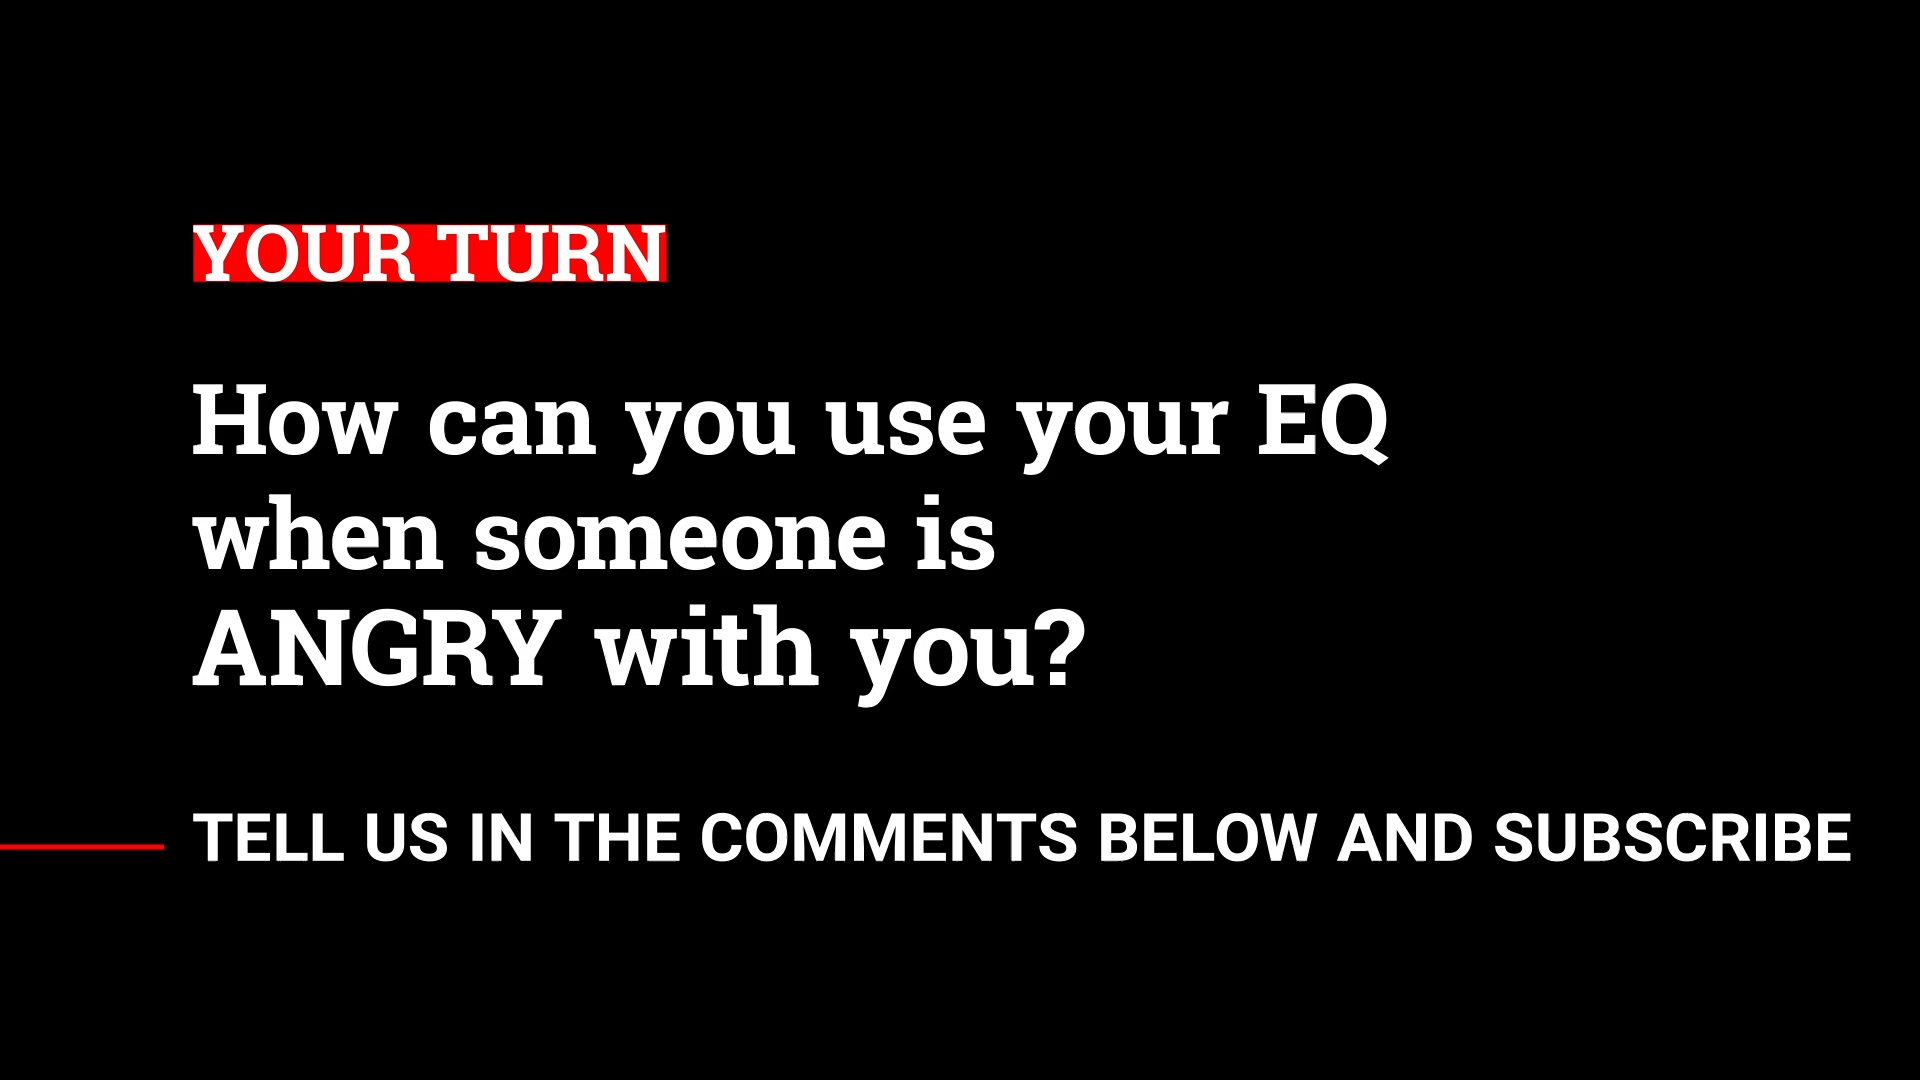 YOUR TURN
How can you use your EQ
when someone is
ANGRY with you?
TELL US IN THE COMMENTS BELOW AND SUBSCRIBE